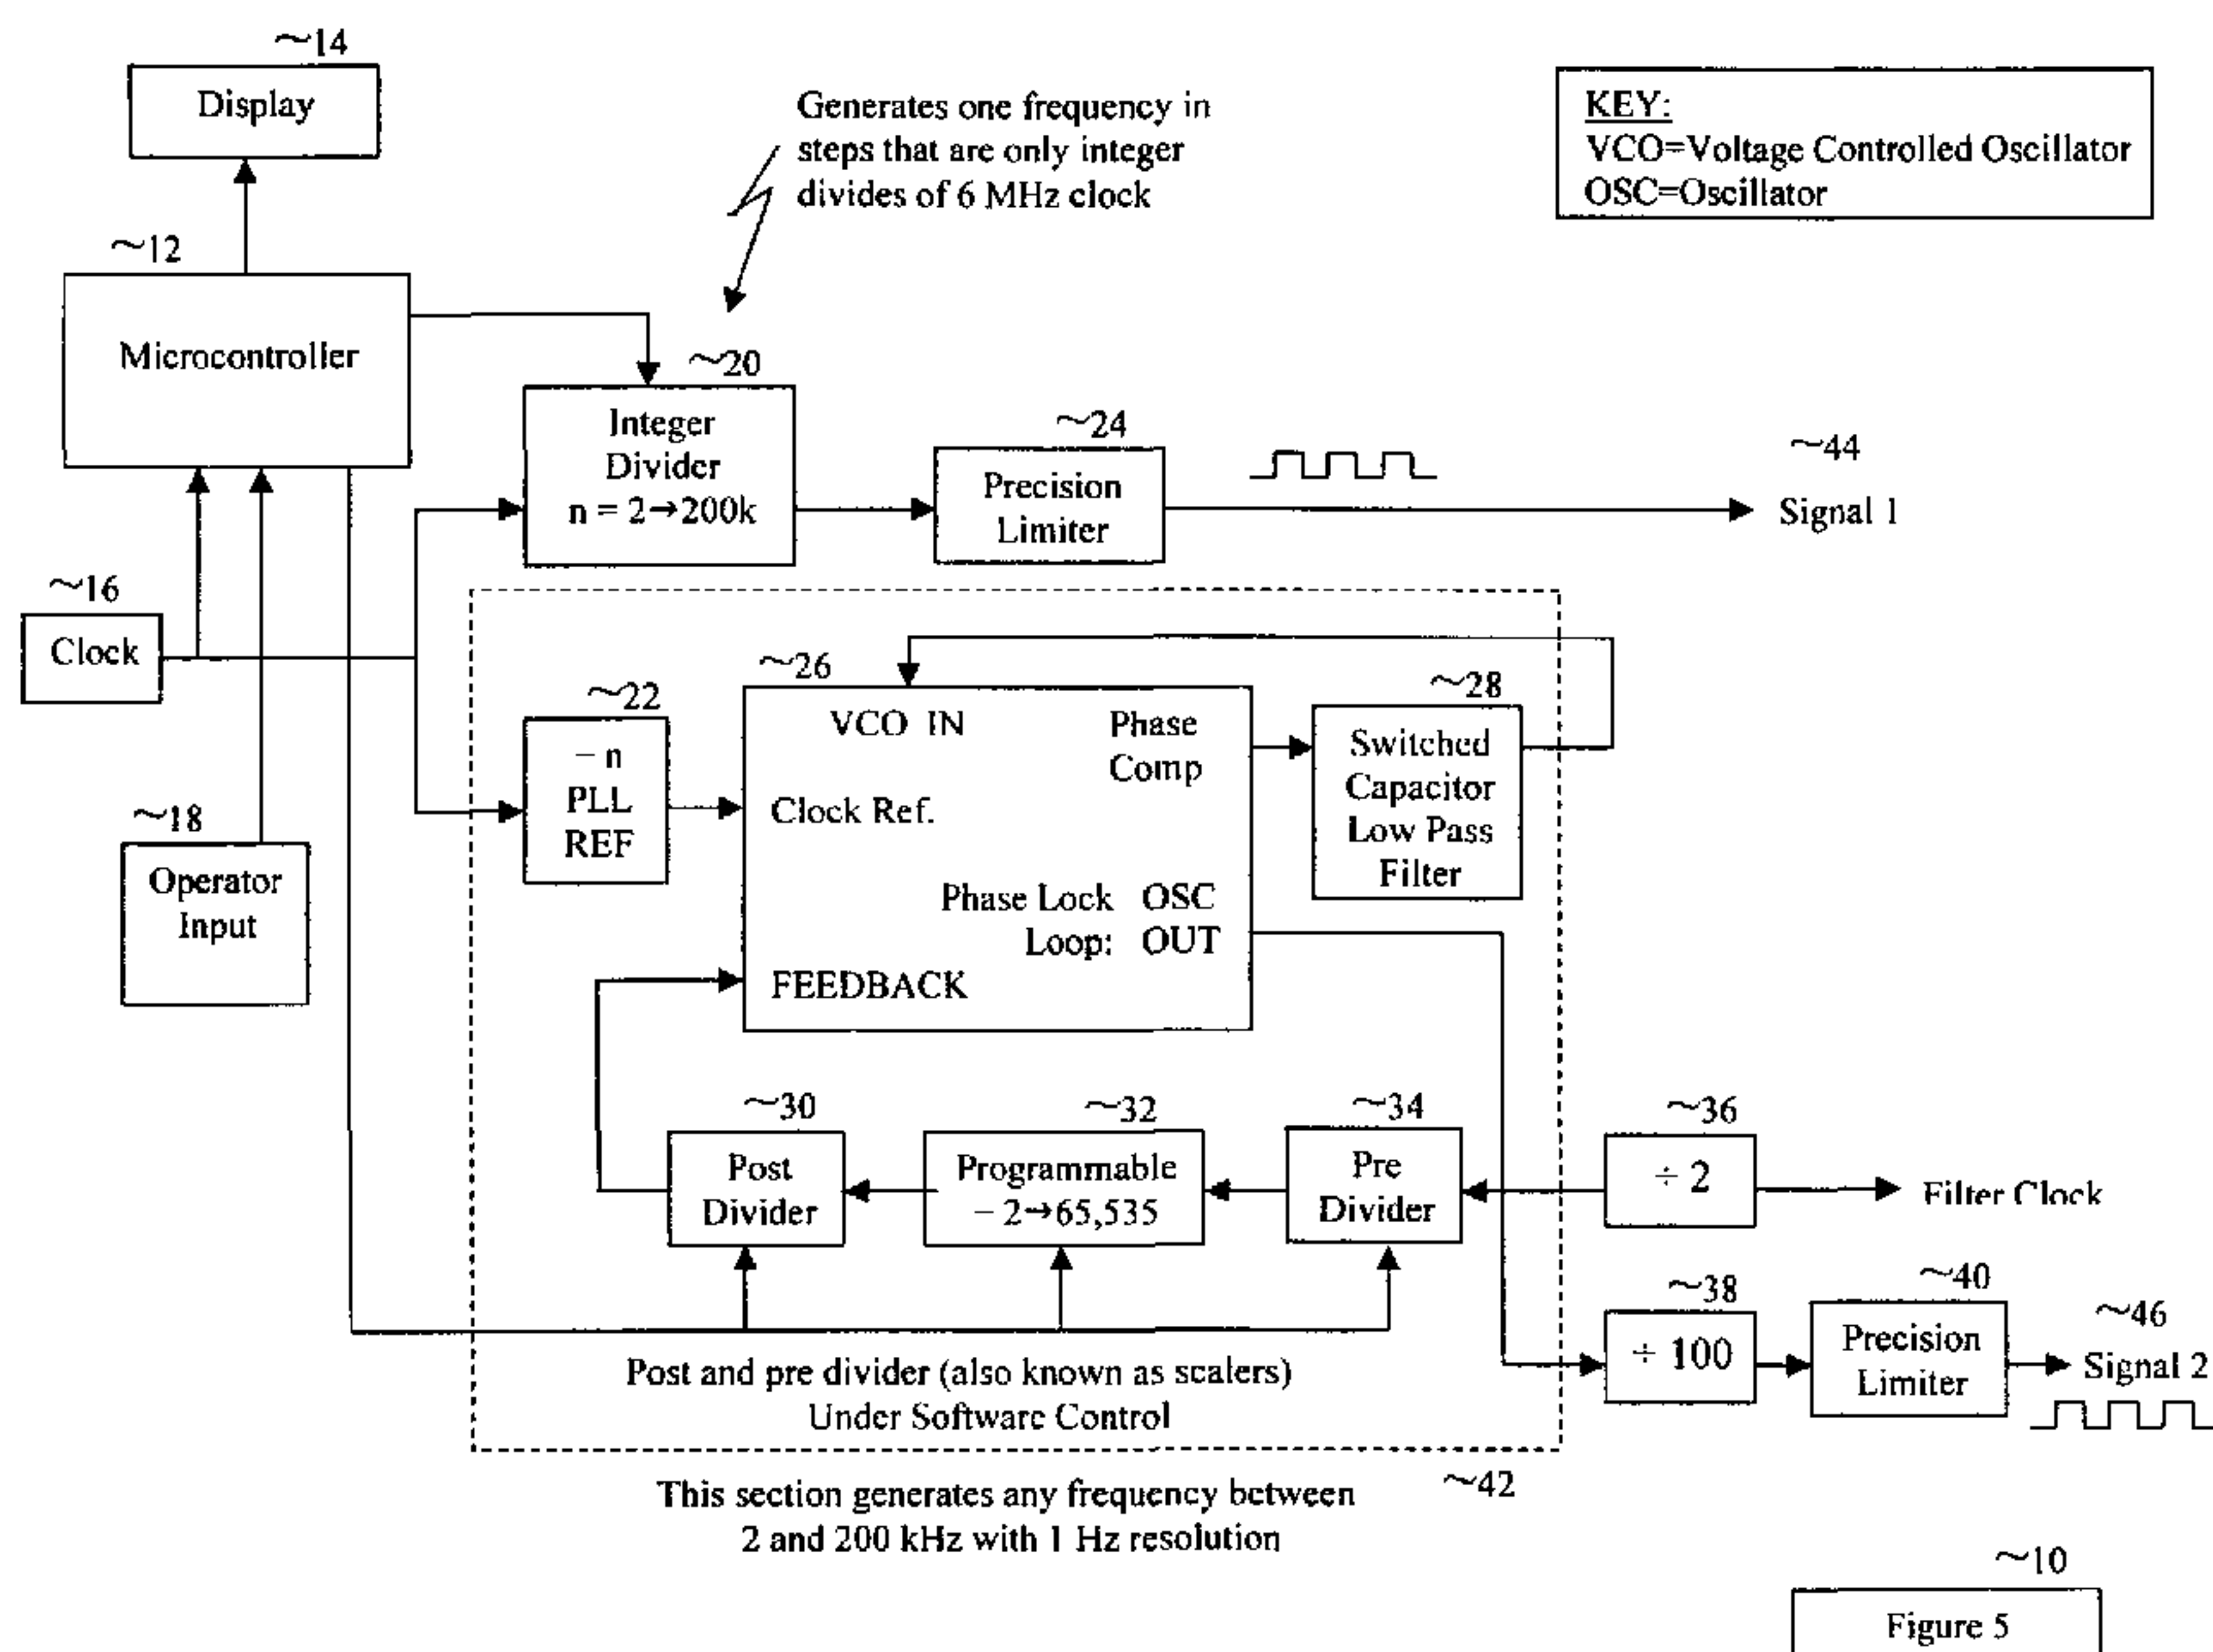 ~14
Display
Generates one frequency in
steps that are only integer
divides of 6 MHz clock
KEY:
VCO=Voltage Controlled Oscillator
OSC=Oscillator
~12
Microcontroller
~20
Integer
Divider
n = 2→200k
~24
Precision
Limiter
~44
Signal 1
~16
Clock
~22
– n
PLL
REF
~26
VCO IN
Phase
Comp
Clock Ref.
Phase Lock OSC
Loop: OUT
FEEDBACK
~28
Switched
Capacitor
Low Pass
Filter
~18
Operator
Input
~30
Post
Divider
~32
Programmable
– 2→65,535
~34
Pre
Divider
~36
÷ 2
Filter Clock
~38
÷ 100
~40
Precision
Limiter
~46
Signal 2
Post and pre divider (also known as scalers)
Under Software Control
~42
This section generates any frequency between
2 and 200 kHz with 1 Hz resolution
~10
Figure 5